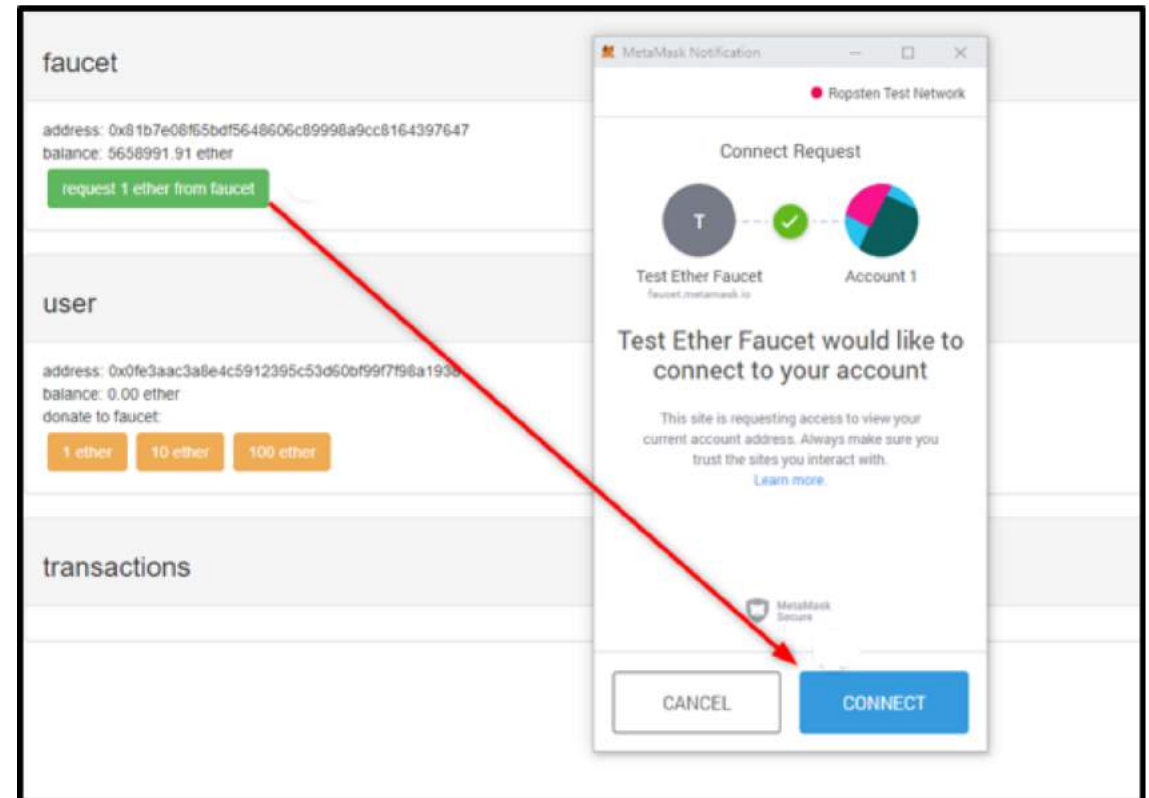 faucet
address: 0x81b7e08f65bdf5648606c89998a9cc8164397647
balance: 5658991.91 ether
request 1 ether from faucet
user
address: 0x0fe3aac3a8e4c5912395c53d60bf99f7f98a1938
balance: 0.00 ether
donate to faucet:
1 ether 10 ether 100 ether
transactions
MetaMask Notification
Ropsten Test Network
Connect Request
T
Test Ether Faucet Account 1
faucet.metamask.io
Test Ether Faucet would like to
connect to your account
This site is requesting access to view your
current account address. Always make sure you
trust the sites you interact with.
Learn more.
MetaMask
Secure
CANCEL CONNECT